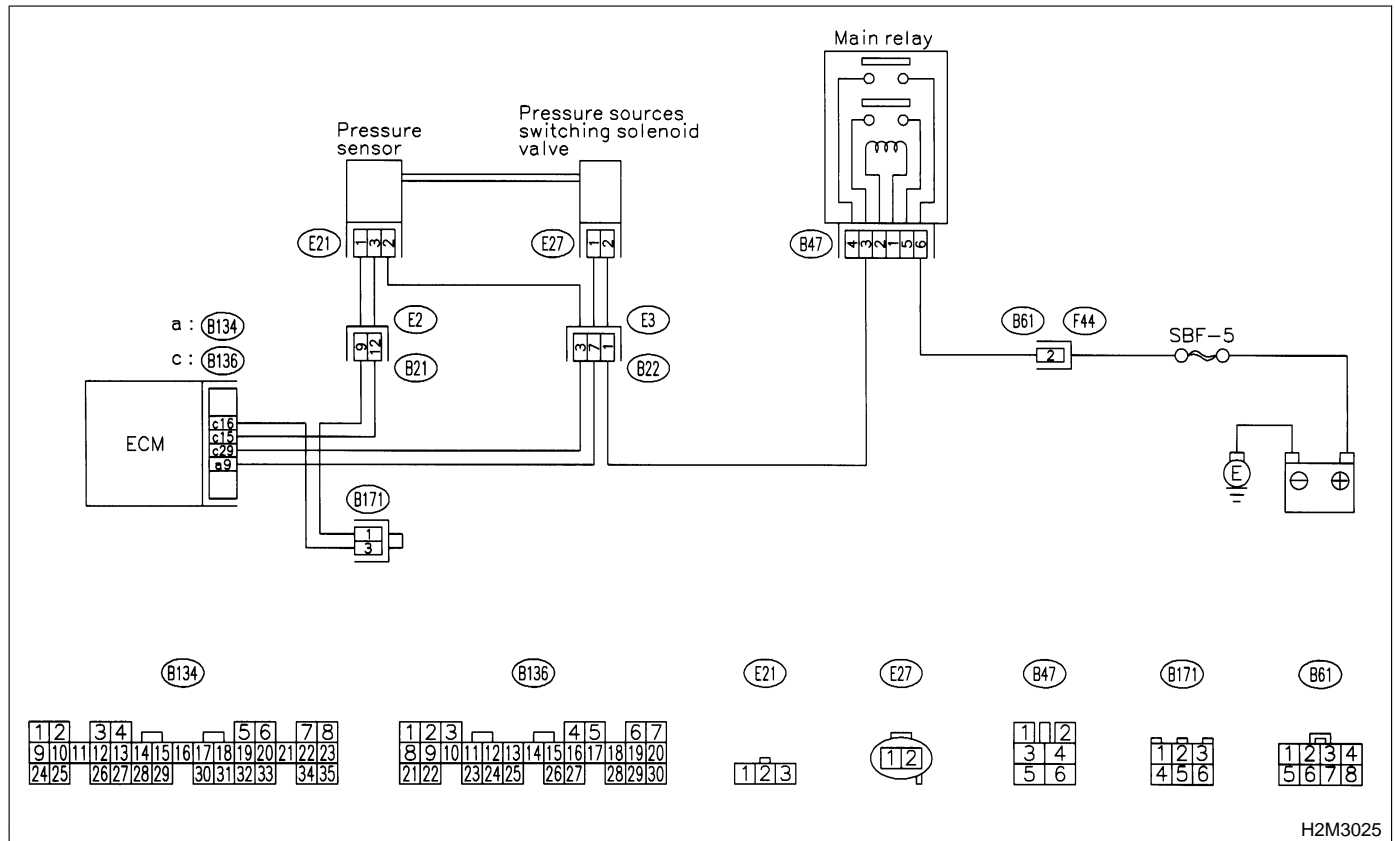 Main relay
Pressure sources
switching solenoid
valve
Pressure
sensor
E21
1 3 2
E27
1 2
B47
4 3 2 1 5 6
a : B134
c : B136
E2
9 12
B21
E3
3 7 1
B22
B61 F44
2
SBF-5
ECM
c16
c15
c29
a9
E
⊖ ⊕
B171
1
3
B134 B136 E21 E27 B47 B171 B61
1 2 3 4 5 6 7 8
9 10 11 12 13 14 15 16 17 18 19 20 21 22 23
24 25 26 27 28 29 30 31 32 33 34 35
1 2 3 4 5 6 7
8 9 10 11 12 13 14 15 16 17 18 19 20
21 22 23 24 25 26 27 28 29 30
1 2 3
1 2
1 2
3 4
5 6
1 2 3
4 5 6
1 2 3 4
5 6 7 8
H2M3025